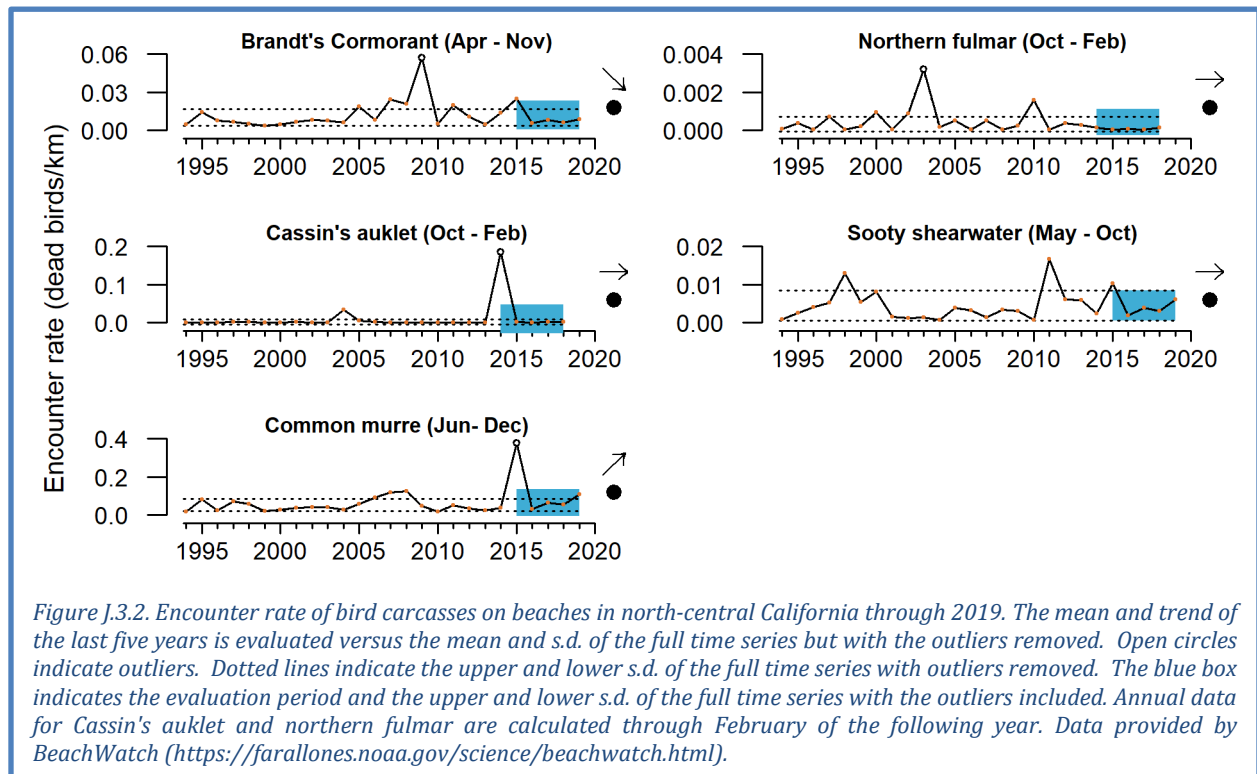 Brandt's Cormorant (Apr - Nov)
0.06
0.03
0.00
1995 2000 2005 2010 2015 2020
Northern fulmar (Oct - Feb)
0.004
0.002
0.000
1995 2000 2005 2010 2015 2020
Encounter rate (dead birds/km)
Cassin's auklet (Oct - Feb)
0.2
0.1
0.0
1995 2000 2005 2010 2015 2020
Sooty shearwater (May - Oct)
0.02
0.01
0.00
1995 2000 2005 2010 2015 2020
Common murre (Jun- Dec)
0.4
0.2
0.0
1995 2000 2005 2010 2015 2020
Figure J.3.2. Encounter rate of bird carcasses on beaches in north-central California through 2019. The mean and trend of
the last five years is evaluated versus the mean and s.d. of the full time series but with the outliers removed. Open circles
indicate outliers. Dotted lines indicate the upper and lower s.d. of the full time series with outliers removed. The blue box
indicates the evaluation period and the upper and lower s.d. of the full time series with the outliers included. Annual data
for Cassin's auklet and northern fulmar are calculated through February of the following year. Data provided by
BeachWatch (https://farallones.noaa.gov/science/beachwatch.html).